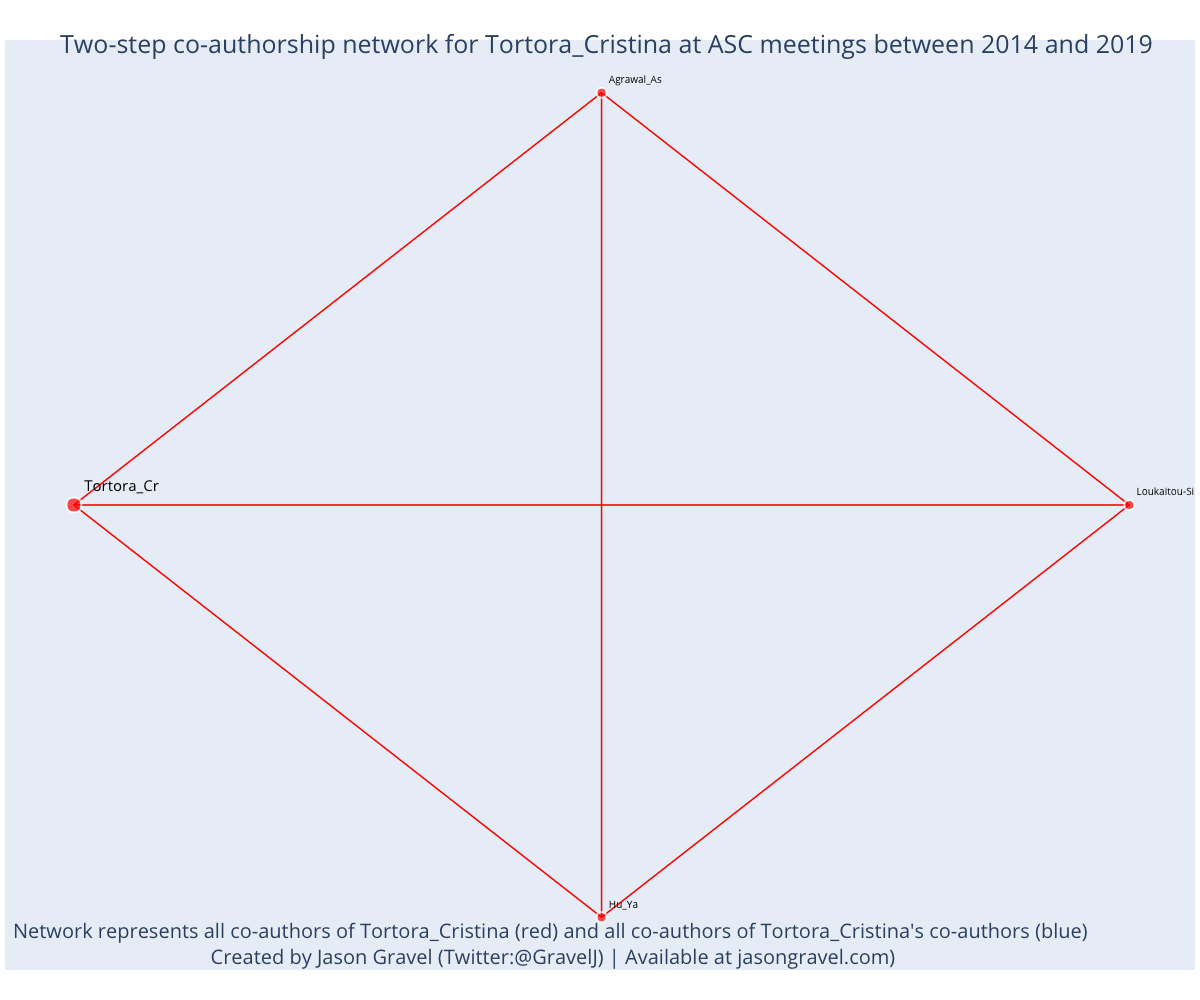 Two-step co-authorship network for Tortora_Cristina at ASC meetings between 2014 and 2019
Agrawal_As
Tortora_Cr
Loukaitou-Si
Hu_Ya
Network represents all co-authors of Tortora_Cristina (red) and all co-authors of Tortora_Cristina's co-authors (blue)
Created by Jason Gravel (Twitter:@GravelJ) | Available at jasongravel.com)